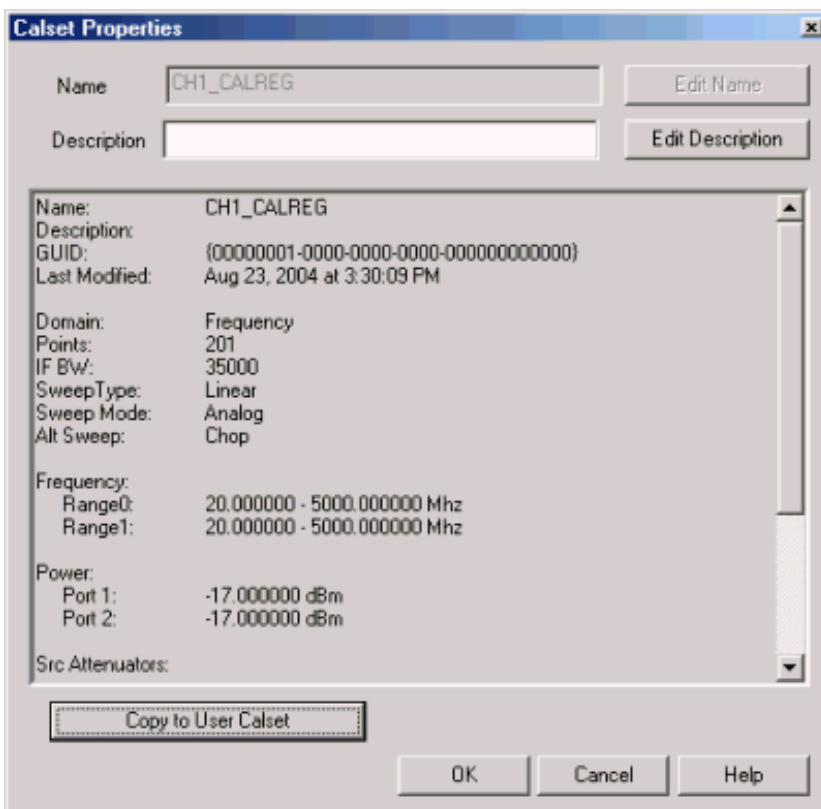 Calset Properties
Name CH1_CALREG Edit Name
Description Edit Description
Name: CH1_CALREG
Description:
GUID: {00000001-0000-0000-0000-000000000000}
Last Modified: Aug 23, 2004 at 3:30:09 PM
Domain: Frequency
Points: 201
IF BW: 35000
SweepType: Linear
Sweep Mode: Analog
Alt Sweep: Chop
Frequency:
Range0: 20.000000 - 5000.000000 Mhz
Range1: 20.000000 - 5000.000000 Mhz
Power:
Port 1: -17.000000 dBm
Port 2: -17.000000 dBm
Src Attenuators:
Copy to User Calset
OK Cancel Help